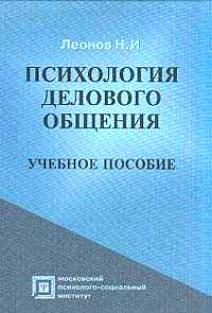 Леонов Н.И.
ПСИХОЛОГИЯ
ДЕЛОВОГО
ОБЩЕНИЯ
УЧЕБНОЕ ПОСОБИЕ
МОСКОВСКИЙ
ПСИХОЛОГО-СОЦИАЛЬНЫЙ
ИНСТИТУТ